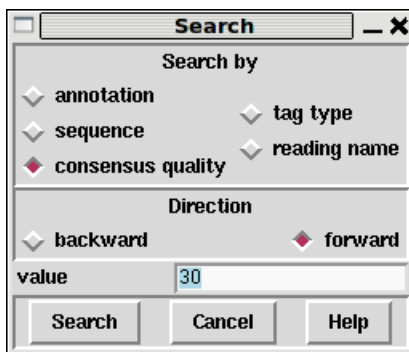 Search
Search by
annotation
tag type
sequence
reading name
consensus quality
Direction
backward forward
value 30
Search Cancel Help